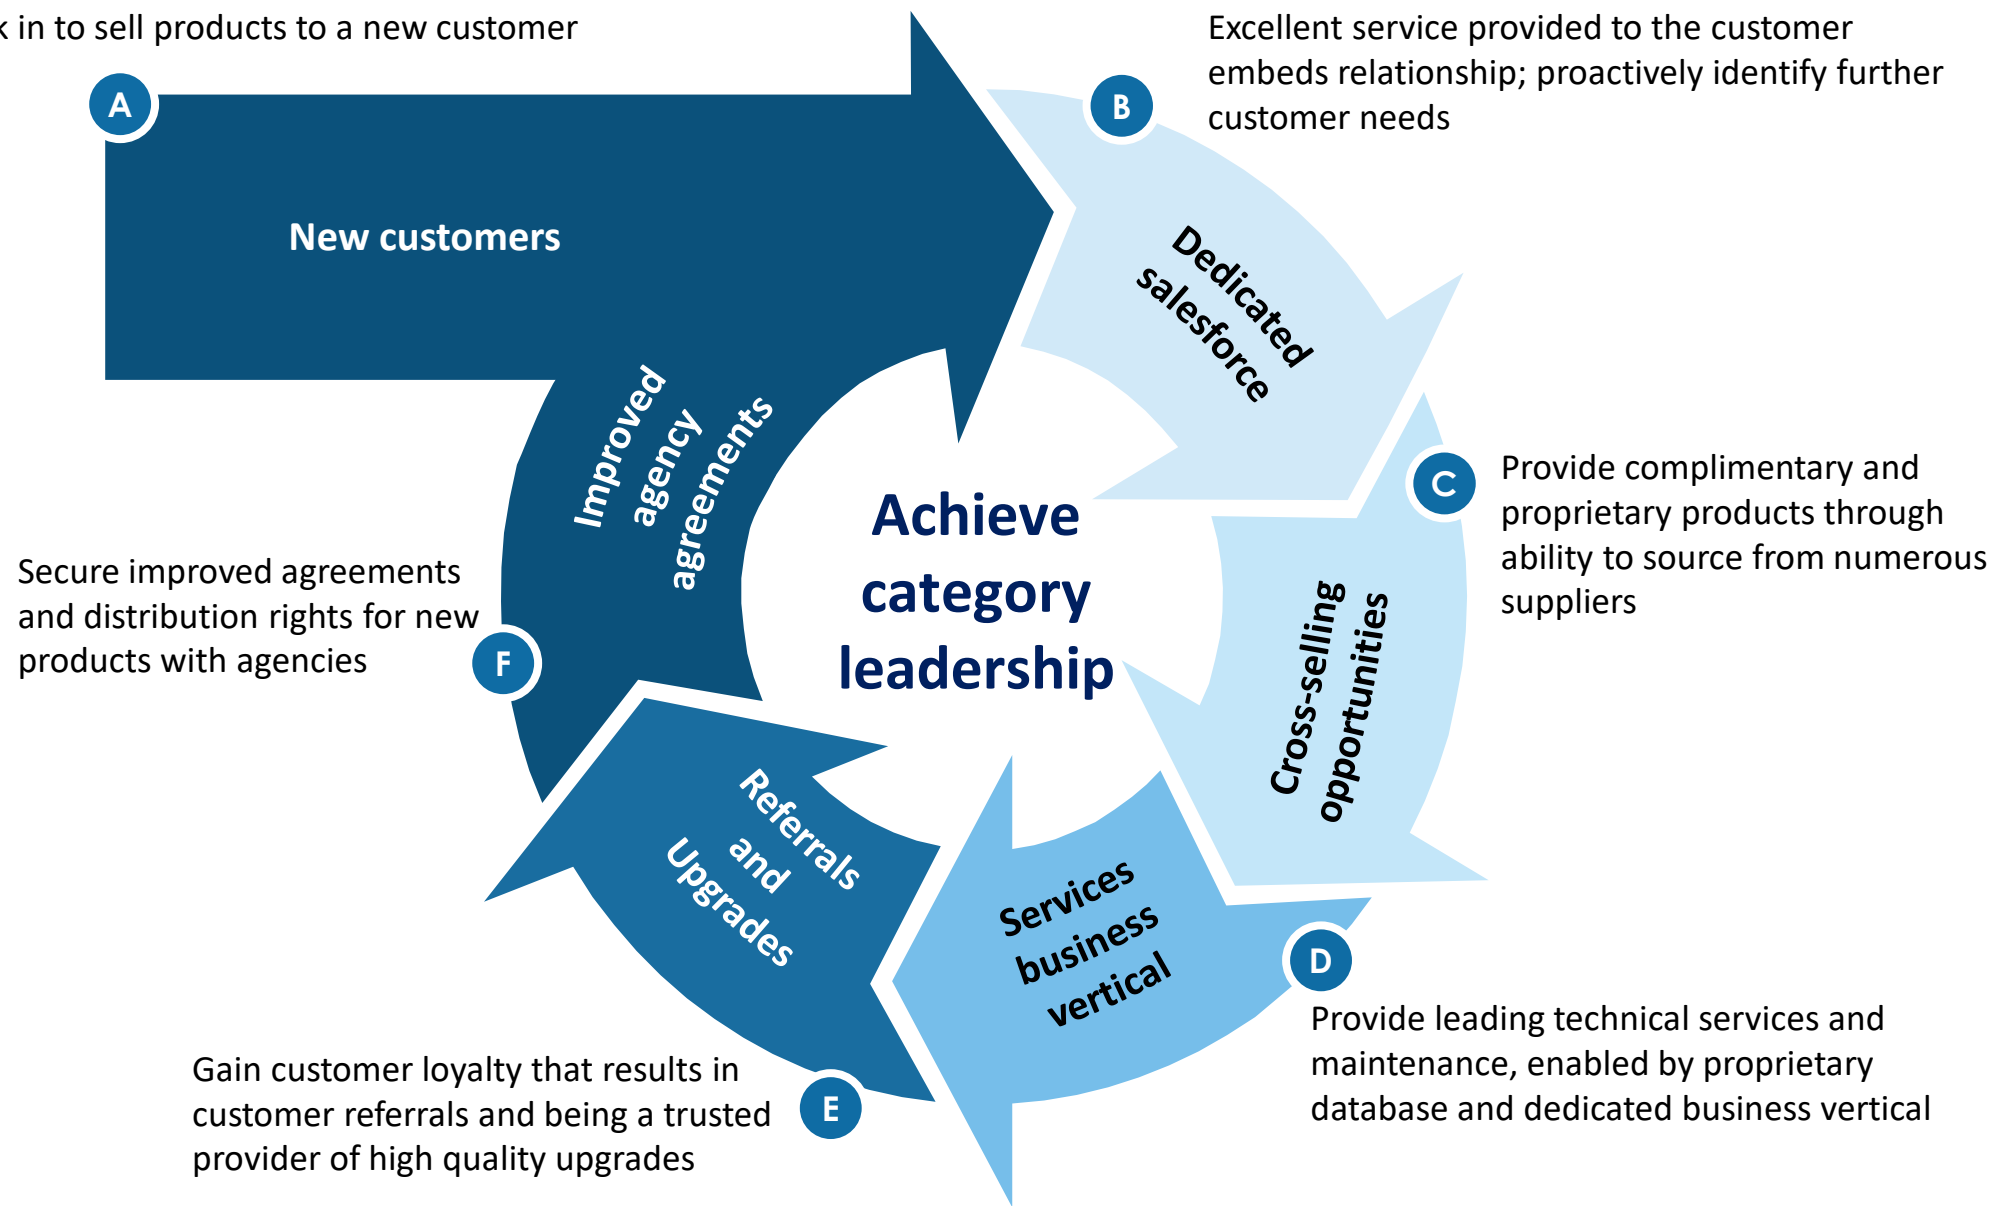 in to sell products to a new customer
A
New customers
B
Excellent service provided to the customer
embeds relationship; proactively identify further
customer needs
Dedicated
salesforce
C
Provide complimentary and
proprietary products through
ability to source from numerous
suppliers
Cross-selling
opportunities
D
Provide leading technical services and
maintenance, enabled by proprietary
database and dedicated business vertical
Services
business
vertical
E
Gain customer loyalty that results in
customer referrals and being a trusted
provider of high quality upgrades
Referrals
and
Upgrades
F
Secure improved agreements
and distribution rights for new
products with agencies
Improved
agency
agreements
Achieve
category
leadership